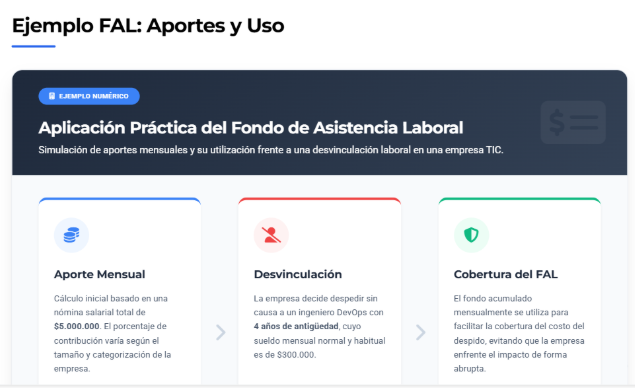 Ejemplo FAL: Aportes y Uso
EJEMPLO NUMÉRICO
Aplicación Práctica del Fondo de Asistencia Laboral
Simulación de aportes mensuales y su utilización frente a una desvinculación laboral en una empresa TIC.
Aporte Mensual
Cálculo inicial basado en una
nómina salarial total de
$5.000.000. El porcentaje de
contribución varía según el
tamaño y categorización de la
empresa.
Desvinculación
La empresa decide despedir sin
causa a un ingeniero DevOps con
4 años de antigüedad, cuyo
sueldo mensual normal y habitual
es de $300.000.
Cobertura del FAL
El fondo acumulado
mensualmente se utiliza para
facilitar la cobertura del costo del
despido, evitando que la empresa
enfrente el impacto de forma
abrupta.